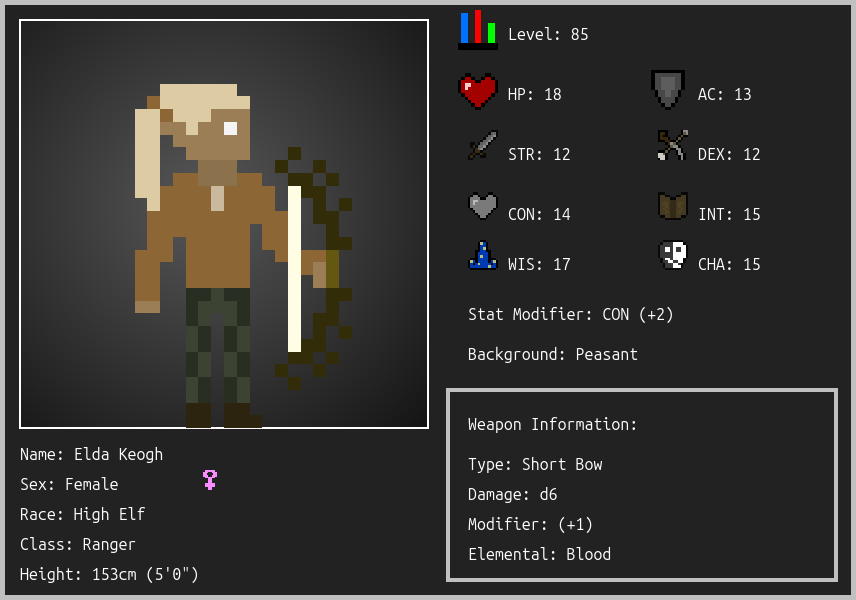 Level: 85
HP: 18
AC: 13
STR: 12
DEX: 12
CON: 14
INT: 15
WIS: 17
CHA: 15
Stat Modifier: CON (+2)
Background: Peasant
Weapon Information:
Type: Short Bow
Damage: d6
Modifier: (+1)
Elemental: Blood
Name: Elda Keogh
Sex: Female
Race: High Elf
Class: Ranger
Height: 153cm (5'0")